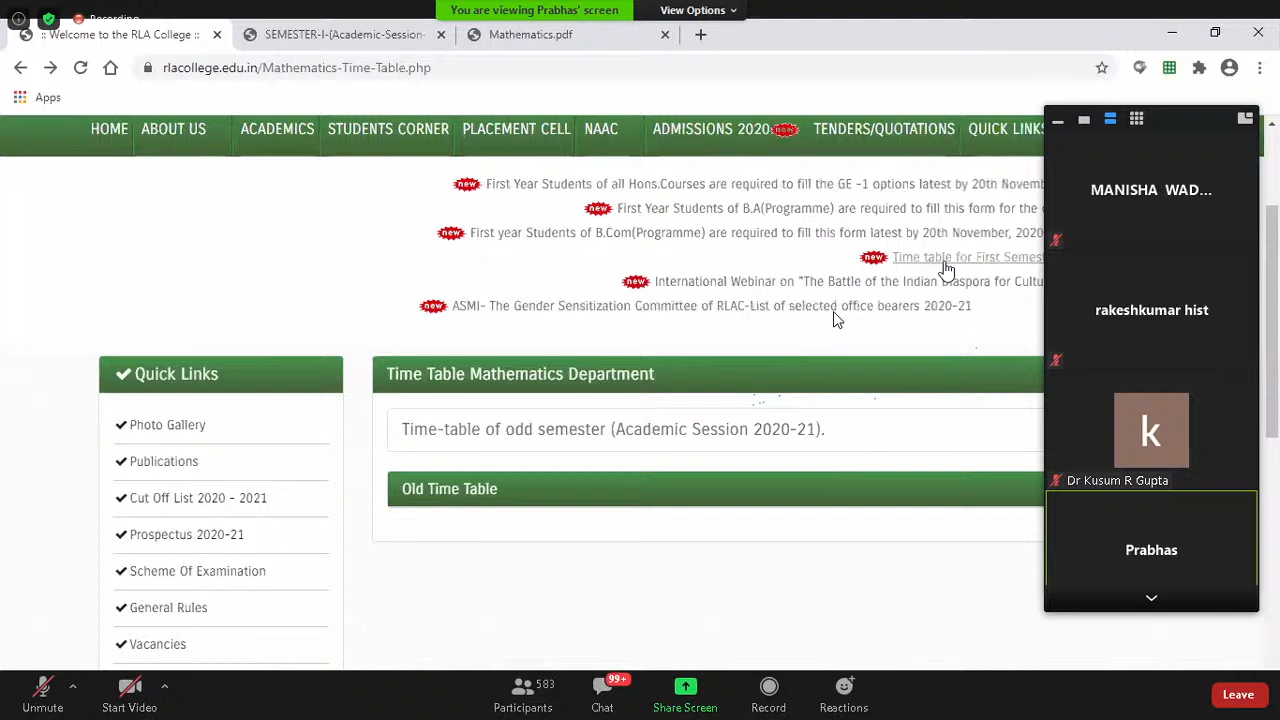 Recording
You are viewing Prabhas' screen
View Options
:: Welcome to the RLA College ::
SEMESTER-I-(Academic-Session-
Mathematics.pdf
rlacollege.edu.in/Mathematics-Time-Table.php
Apps
HOME
ABOUT US
ACADEMICS
STUDENTS CORNER
PLACEMENT CELL
NAAC
ADMISSIONS 2020
new
TENDERS/QUOTATIONS
QUICK LINKS
new First Year Students of all Hons.Courses are required to fill the GE -1 options latest by 20th Novemb
new First Year Students of B.A(Programme) are required to fill this form for the
new First year Students of B.Com(Programme) are required to fill this form latest by 20th November, 2020
new Time table for First Semest
new International Webinar on "The Battle of the Indian Diaspora for Cultu
new ASMI- The Gender Sensitization Committee of RLAC-List of selected office bearers 2020-21
MANISHA WAD...
rakeshkumar hist
k
Dr Kusum R Gupta
Prabhas
Quick Links
Photo Gallery
Publications
Cut Off List 2020 - 2021
Prospectus 2020-21
Scheme Of Examination
General Rules
Vacancies
Time Table Mathematics Department
Time-table of odd semester (Academic Session 2020-21).
Old Time Table
Unmute
Start Video
583
Participants
99+
Chat
Share Screen
Record
Reactions
Leave